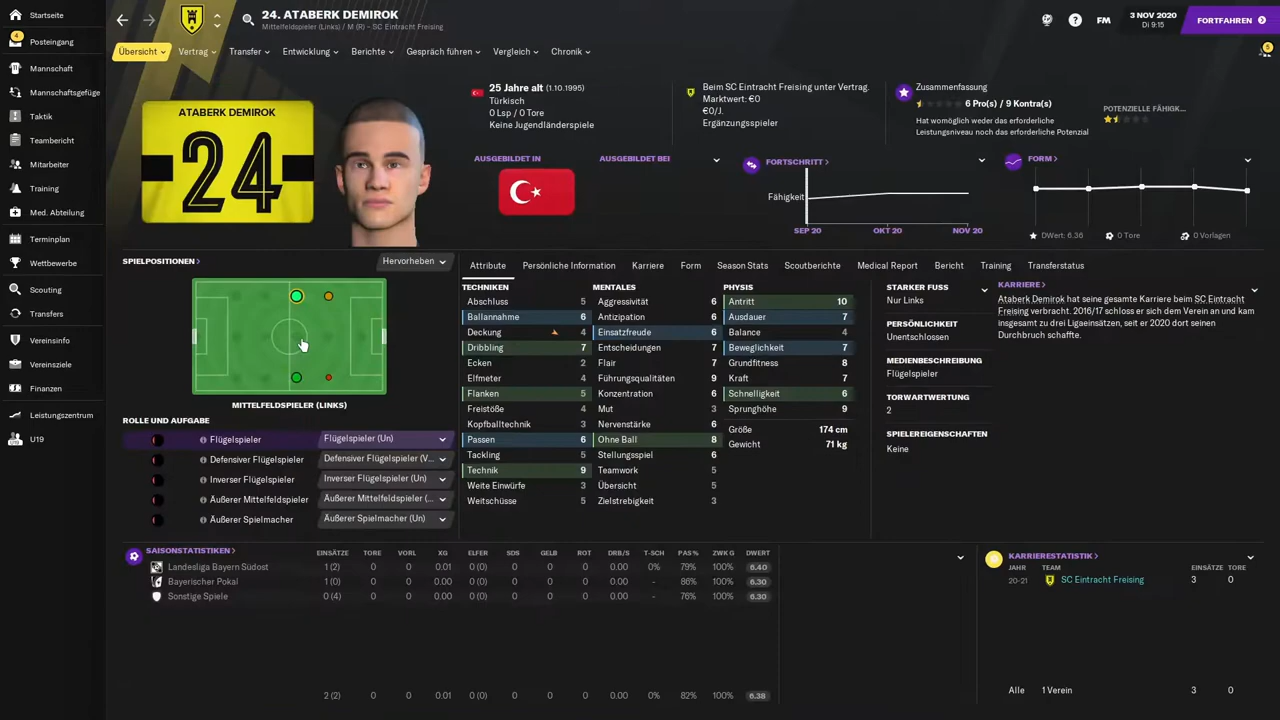 Startseite
4
Posteingang
Mannschaft
Mannschaftsgefüge
Taktik
Teambericht
Mitarbeiter
Training
Med. Abteilung
Terminplan
Wettbewerbe
Scouting
Transfers
Vereinsinfo
Vereinsziele
Finanzen
Leistungszentrum
U19
24. ATABERK DEMIROK
Mittelfeldspieler (Links) / M (R) - SC Eintracht Freising
FM
3 NOV 2020
Di 9:15
FORTFAHREN
Übersicht
Vertrag
Transfer
Entwicklung
Berichte
Gespräch führen
Vergleich
Chronik
5
ATABERK DEMIROK
24
25 Jahre alt (1.10.1995)
Türkisch
0 Lsp / 0 Tore
Keine Jugendländerspiele
Beim SC Eintracht Freising unter Vertrag.
Marktwert: €0
€0/J.
Ergänzungsspieler
Zusammenfassung
6 Pro(s) / 9 Kontra(s)
Hat womöglich weder das erforderliche
Leistungsniveau noch das erforderliche Potenzial
POTENZIELLE FÄHIGK...
AUSGEBILDET IN
AUSGEBILDET BEI
FORTSCHRITT
Fähigkeit
SEP 20
OKT 20
NOV 20
FORM
DWert: 6.36
0 Tore
0 Vorlagen
SPIELPOSITIONEN
Hervorheben
MITTELFELDSPIELER (LINKS)
ROLLE UND AUFGABE
Flügelspieler
Flügelspieler (Un)
Defensiver Flügelspieler
Defensiver Flügelspieler (V...
Inverser Flügelspieler
Inverser Flügelspieler (Un)
Äußerer Mittelfeldspieler
Äußerer Mittelfeldspieler (...
Äußerer Spielmacher
Äußerer Spielmacher (Un)
Attribute
Persönliche Information
Karriere
Form
Season Stats
Scoutberichte
Medical Report
Bericht
Training
Transferstatus
TECHNIKEN
Abschluss 5
Ballannahme 6
Deckung 4
Dribbling 7
Ecken 2
Elfmeter 4
Flanken 5
Freistöße 4
Kopfballtechnik 3
Passen 6
Tackling 5
Technik 9
Weite Einwürfe 3
Weitschüsse 5
MENTALES
Aggressivität 6
Antizipation 6
Einsatzfreude 6
Entscheidungen 7
Flair 7
Führungsqualitäten 9
Konzentration 6
Mut 3
Nervenstärke 6
Ohne Ball 8
Stellungsspiel 6
Teamwork 5
Übersicht 5
Zielstrebigkeit 3
PHYSIS
Antritt 10
Ausdauer 7
Balance 4
Beweglichkeit 7
Grundfitness 8
Kraft 7
Schnelligkeit 6
Sprunghöhe 9
Größe 174 cm
Gewicht 71 kg
STARKER FUSS
Nur Links
PERSÖNLICHKEIT
Unentschlossen
MEDIENBESCHREIBUNG
Flügelspieler
TORWARTWERTUNG
2
SPIELEREIGENSCHAFTEN
Keine
KARRIERE
Ataberk Demirok hat seine gesamte Karriere beim SC Eintracht
Freising verbracht. 2016/17 schloss er sich dem Verein an und kam
insgesamt zu drei Ligaeinsätzen, seit er 2020 dort seinen
Durchbruch schaffte.
SAISONSTATISTIKEN
EINSÄTZE TORE VORL XG ELFER SDS GELB ROT DRB/S T-SCH PAS% ZWK G DWERT
Landesliga Bayern Südost 1 (2) 0 0 0.01 0 (0) 0 0 0 0.00 0% 79% 100% 6.40
Bayerischer Pokal 1 (0) 0 0 0.00 0 (0) 0 0 0 0.00 - 86% 100% 6.30
Sonstige Spiele 0 (4) 0 0 0.00 0 (0) 0 0 0 0.00 - 76% 100% 6.30
2 (2) 0 0 0.01 0 (0) 0 0 0 0.00 0% 82% 100% 6.38
KARRIERESTATISTIK
JAHR TEAM EINSÄTZE TORE
20-21 SC Eintracht Freising 3 0
Alle 1 Verein 3 0